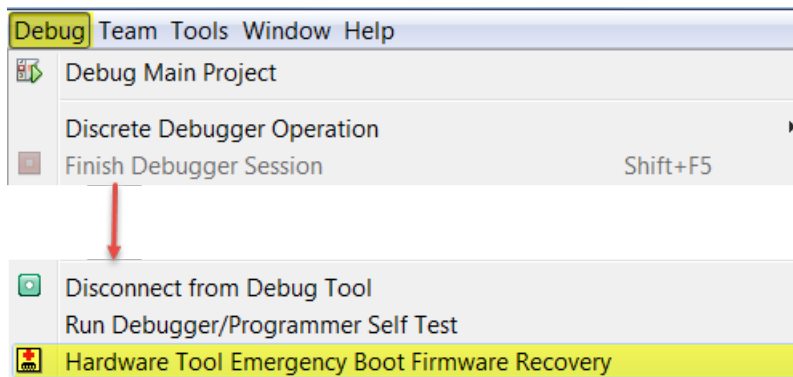 Debug Team Tools Window Help
Debug Main Project
Discrete Debugger Operation
Finish Debugger Session Shift+F5
Disconnect from Debug Tool
Run Debugger/Programmer Self Test
Hardware Tool Emergency Boot Firmware Recovery